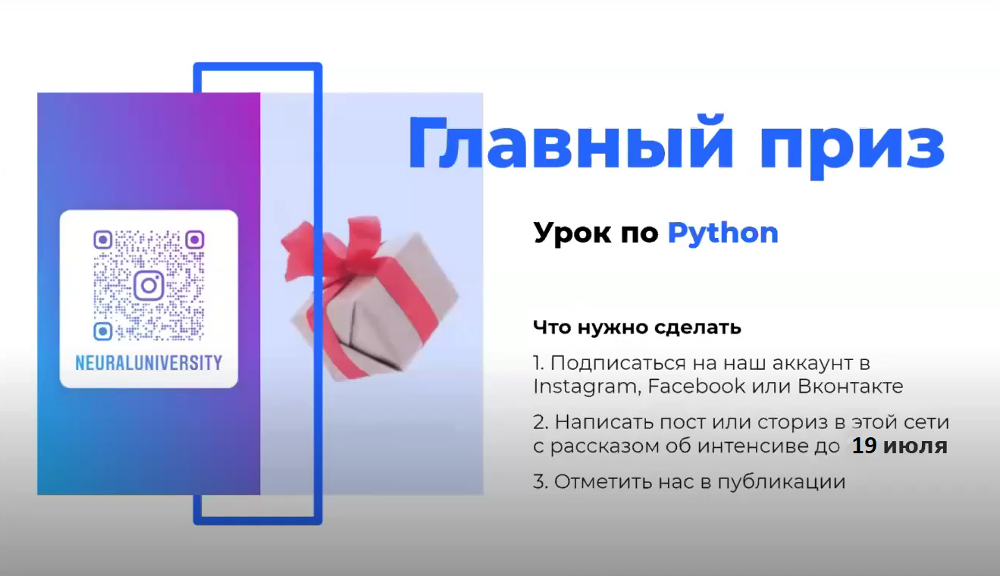 Главный приз
NEURALUNIVERSITY
Урок по Python
Что нужно сделать
1. Подписаться на наш аккаунт в
Instagram, Facebook или Вконтакте
2. Написать пост или сториз в этой сети
с рассказом об интенсиве до 19 июля
3. Отметить нас в публикации